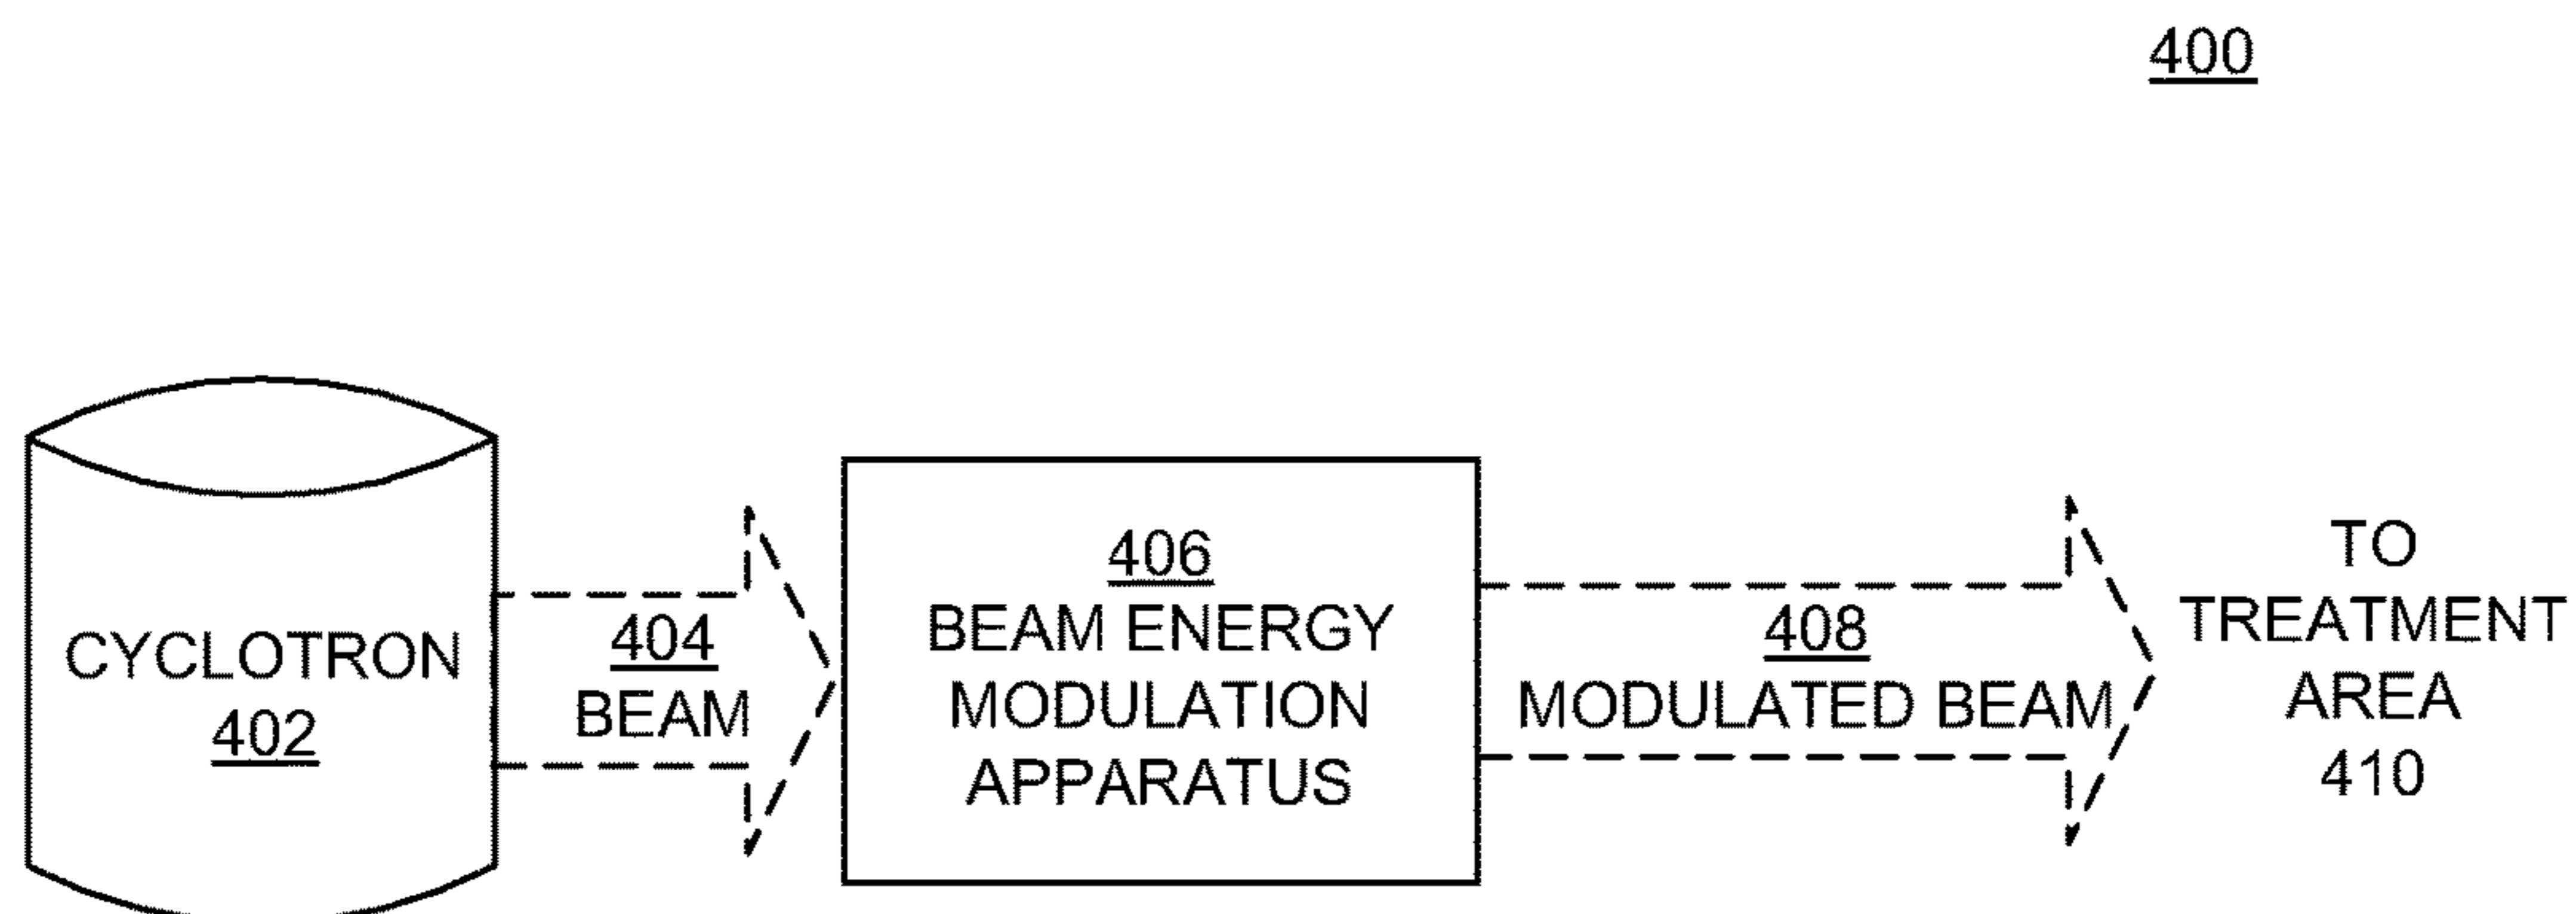 400
CYCLOTRON
402
404
BEAM
406
BEAM ENERGY
MODULATION
APPARATUS
408
MODULATED BEAM
TO
TREATMENT
AREA
410